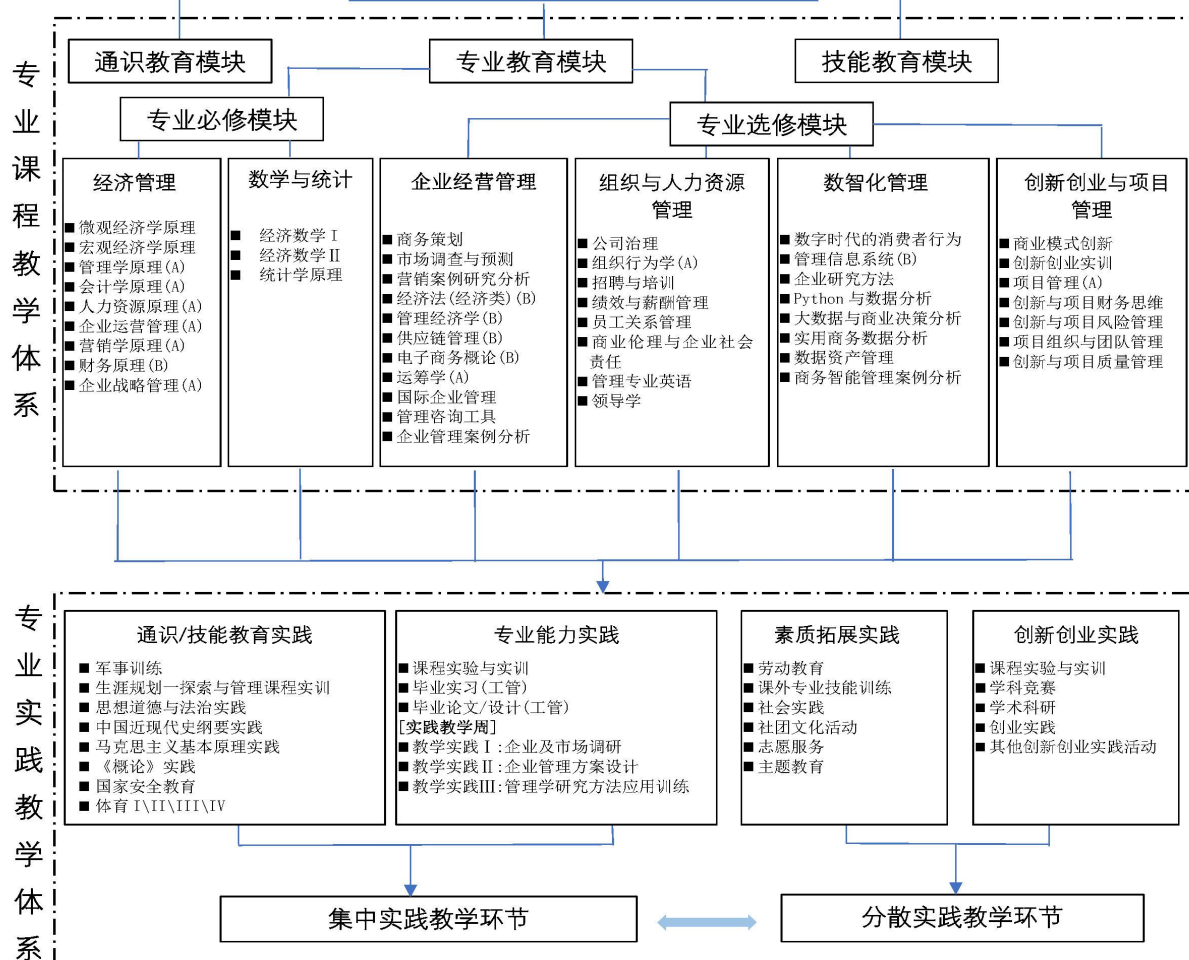 专业课程教学体系
通识教育模块
专业教育模块
技能教育模块
专业必修模块
专业选修模块
经济管理
■ 微观经济学原理
■ 宏观经济学原理
■ 管理学原理(A)
■ 会计学原理(A)
■ 人力资源原理(A)
■ 企业运营管理(A)
■ 营销学原理(A)
■ 财务原理(B)
■ 企业战略管理(A)
数学与统计
■ 经济数学Ⅰ
■ 经济数学Ⅱ
■ 统计学原理
企业经营管理
■ 商务策划
■ 市场调查与预测
■ 营销案例研究分析
■ 经济法(经济类)(B)
■ 管理经济学(B)
■ 供应链管理(B)
■ 电子商务概论(B)
■ 运筹学(A)
■ 国际企业管理
■ 管理咨询工具
■ 企业管理案例分析
组织与人力资源
管理
■ 公司治理
■ 组织行为学(A)
■ 招聘与培训
■ 绩效与薪酬管理
■ 员工关系管理
■ 商业伦理与企业社会
责任
■ 管理专业英语
■ 领导学
数智化管理
■ 数字时代的消费者行为
■ 管理信息系统(B)
■ 企业研究方法
■ Python 与数据分析
■ 大数据与商业决策分析
■ 实用商务数据分析
■ 数据资产管理
■ 商务智能管理案例分析
创新创业与项目
管理
■ 商业模式创新
■ 创新创业实训
■ 项目管理(A)
■ 创新与项目财务思维
■ 创新与项目风险管理
■ 项目组织与团队管理
■ 创新与项目质量管理
专业实践教学体系
通识/技能教育实践
■ 军事训练
■ 生涯规划—探索与管理课程实训
■ 思想道德与法治实践
■ 中国近现代史纲要实践
■ 马克思主义基本原理实践
■ 《概论》实践
■ 国家安全教育
■ 体育 I\II\III\IV
专业能力实践
■ 课程实验与实训
■ 毕业实习(工管)
■ 毕业论文/设计(工管)
[实践教学周]
■ 教学实践Ⅰ:企业及市场调研
■ 教学实践Ⅱ:企业管理方案设计
■ 教学实践Ⅲ:管理学研究方法应用训练
素质拓展实践
■ 劳动教育
■ 课外专业技能训练
■ 社会实践
■ 社团文化活动
■ 志愿服务
■ 主题教育
创新创业实践
■ 课程实验与实训
■ 学科竞赛
■ 学术科研
■ 创业实践
■ 其他创新创业实践活动
集中实践教学环节
分散实践教学环节